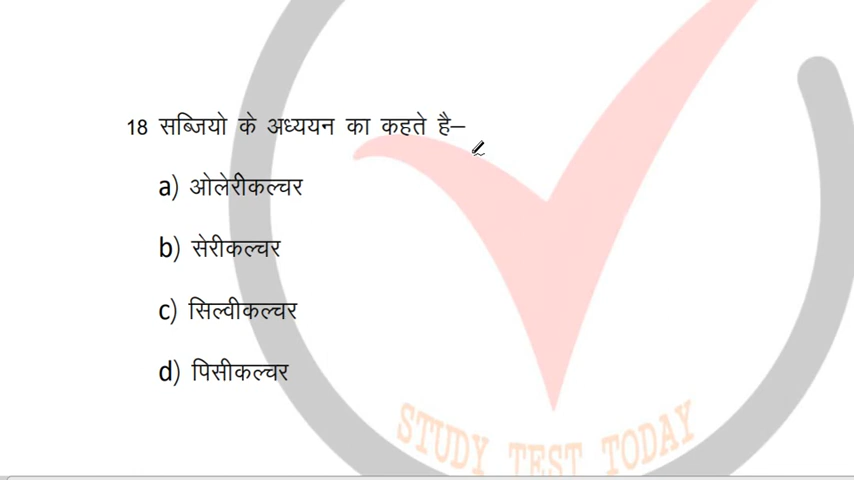 18 सब्जियो के अध्ययन का कहते है–
a) ओलेरीकल्चर
b) सेरीकल्चर
c) सिल्वीकल्चर
d) पिसीकल्चर
STUDY TEST TODAY